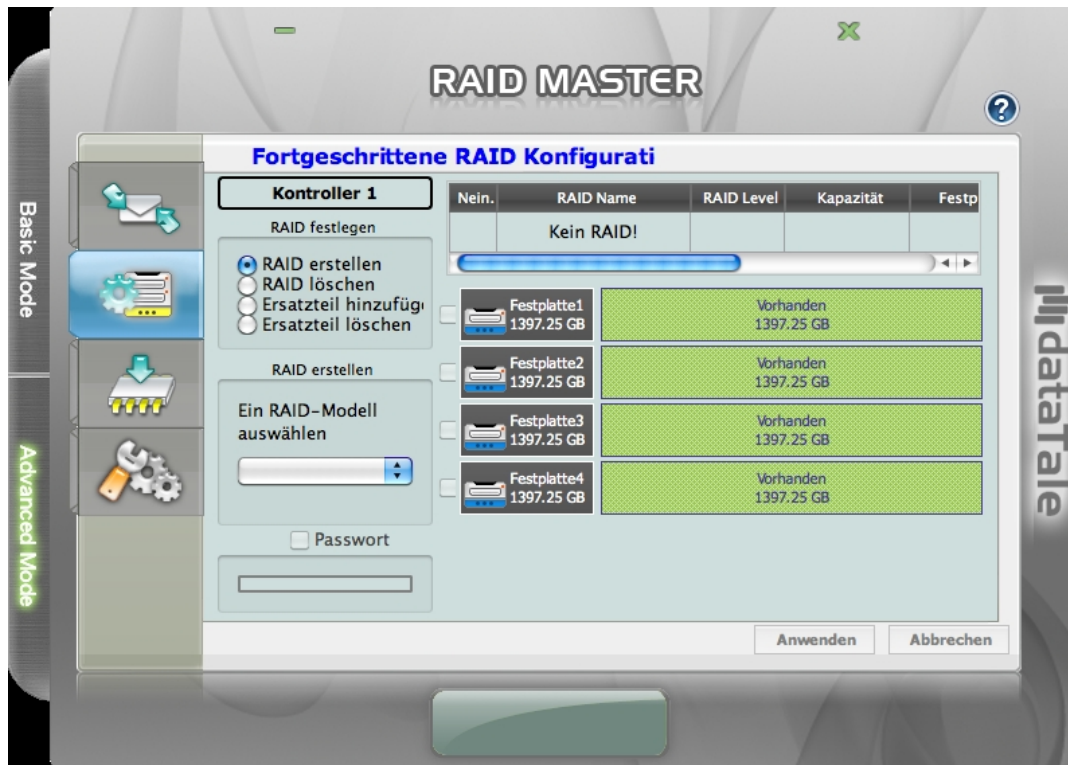 RAID MASTER
?
Basic Mode
Advanced Mode
Fortgeschrittene RAID Konfigurati
Kontroller 1
RAID festlegen
RAID erstellen
RAID löschen
Ersatzteil hinzufüg
Ersatzteil löschen
RAID erstellen
Ein RAID-Modell
auswählen
Passwort
Nein. RAID Name RAID Level Kapazität Festp
Kein RAID!
Festplatte1
1397.25 GB
Vorhanden
1397.25 GB
Festplatte2
1397.25 GB
Vorhanden
1397.25 GB
Festplatte3
1397.25 GB
Vorhanden
1397.25 GB
Festplatte4
1397.25 GB
Vorhanden
1397.25 GB
Anwenden Abbrechen
dataTale